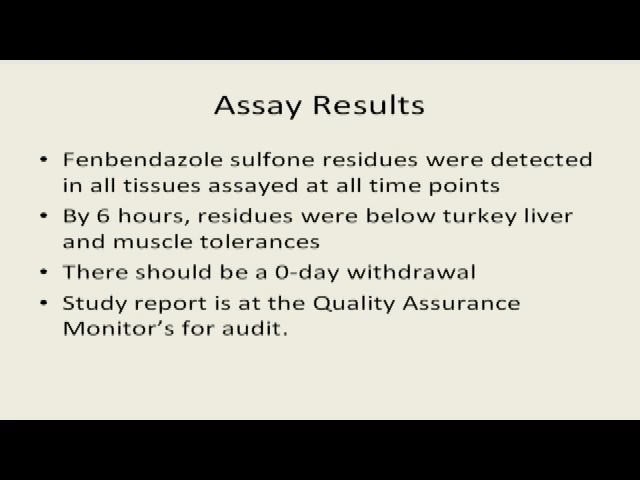 Assay Results
• Fenbendazole sulfone residues were detected
in all tissues assayed at all time points
• By 6 hours, residues were below turkey liver
and muscle tolerances
• There should be a 0-day withdrawal
• Study report is at the Quality Assurance
Monitor's for audit.